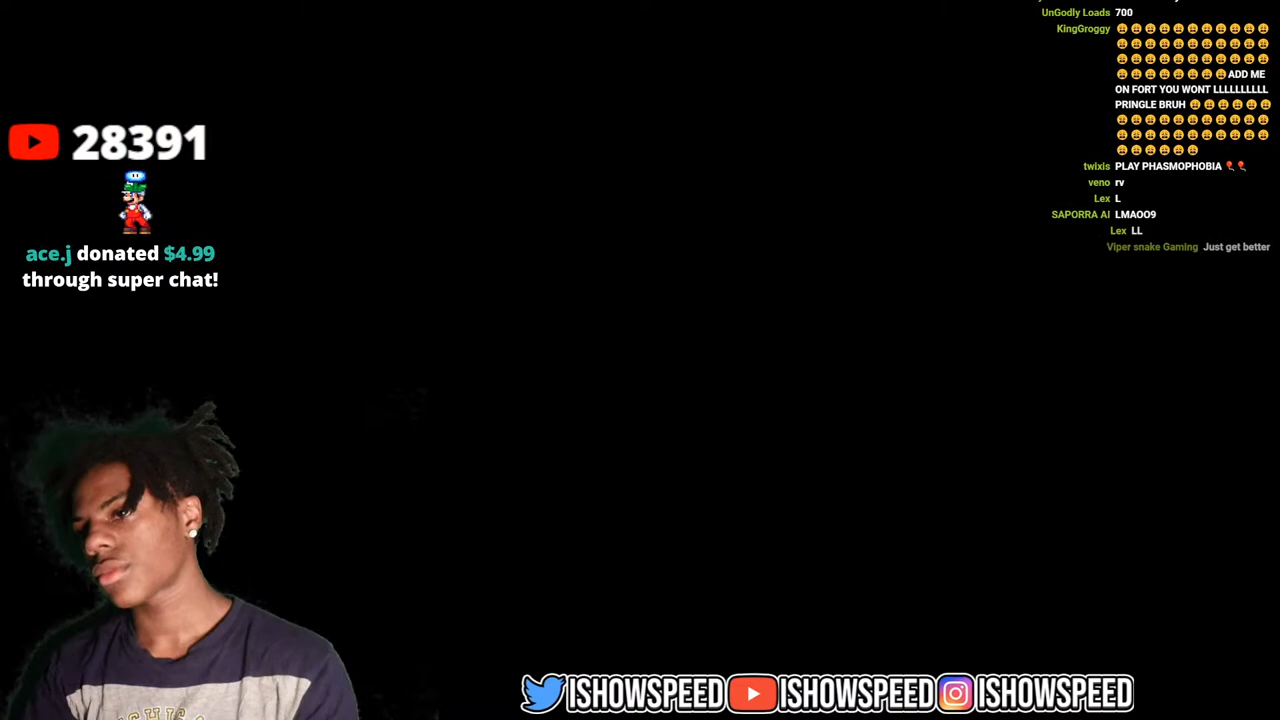 UnGodly Loads 700
KingGroggy 😩😩😩😩😩😩😩😩😩😩😩
😩😩😩😩😩😩😩😩😩😩😩
😩😩😩😩😩😩😩😩😩😩😩
😩😩😩😩😩😩😩😩ADD ME
ON FORT YOU WONT LLLLLLLLLL
PRINGLE BRUH 😩😩😩😩😩😩
😩😩😩😩😩😩😩😩😩😩😩
😩😩😩😩😩😩😩😩😩😩😩
😩😩😩😩😩😩
twixis PLAY PHASMOPHOBIA 🎈🎈
veno rv
Lex L
SAPORRA AI LMAOO9
Lex LL
Viper snake Gaming Just get better
28391
ace.j donated $4.99
through super chat!
ISHOWSPEED ISHOWSPEED ISHOWSPEED